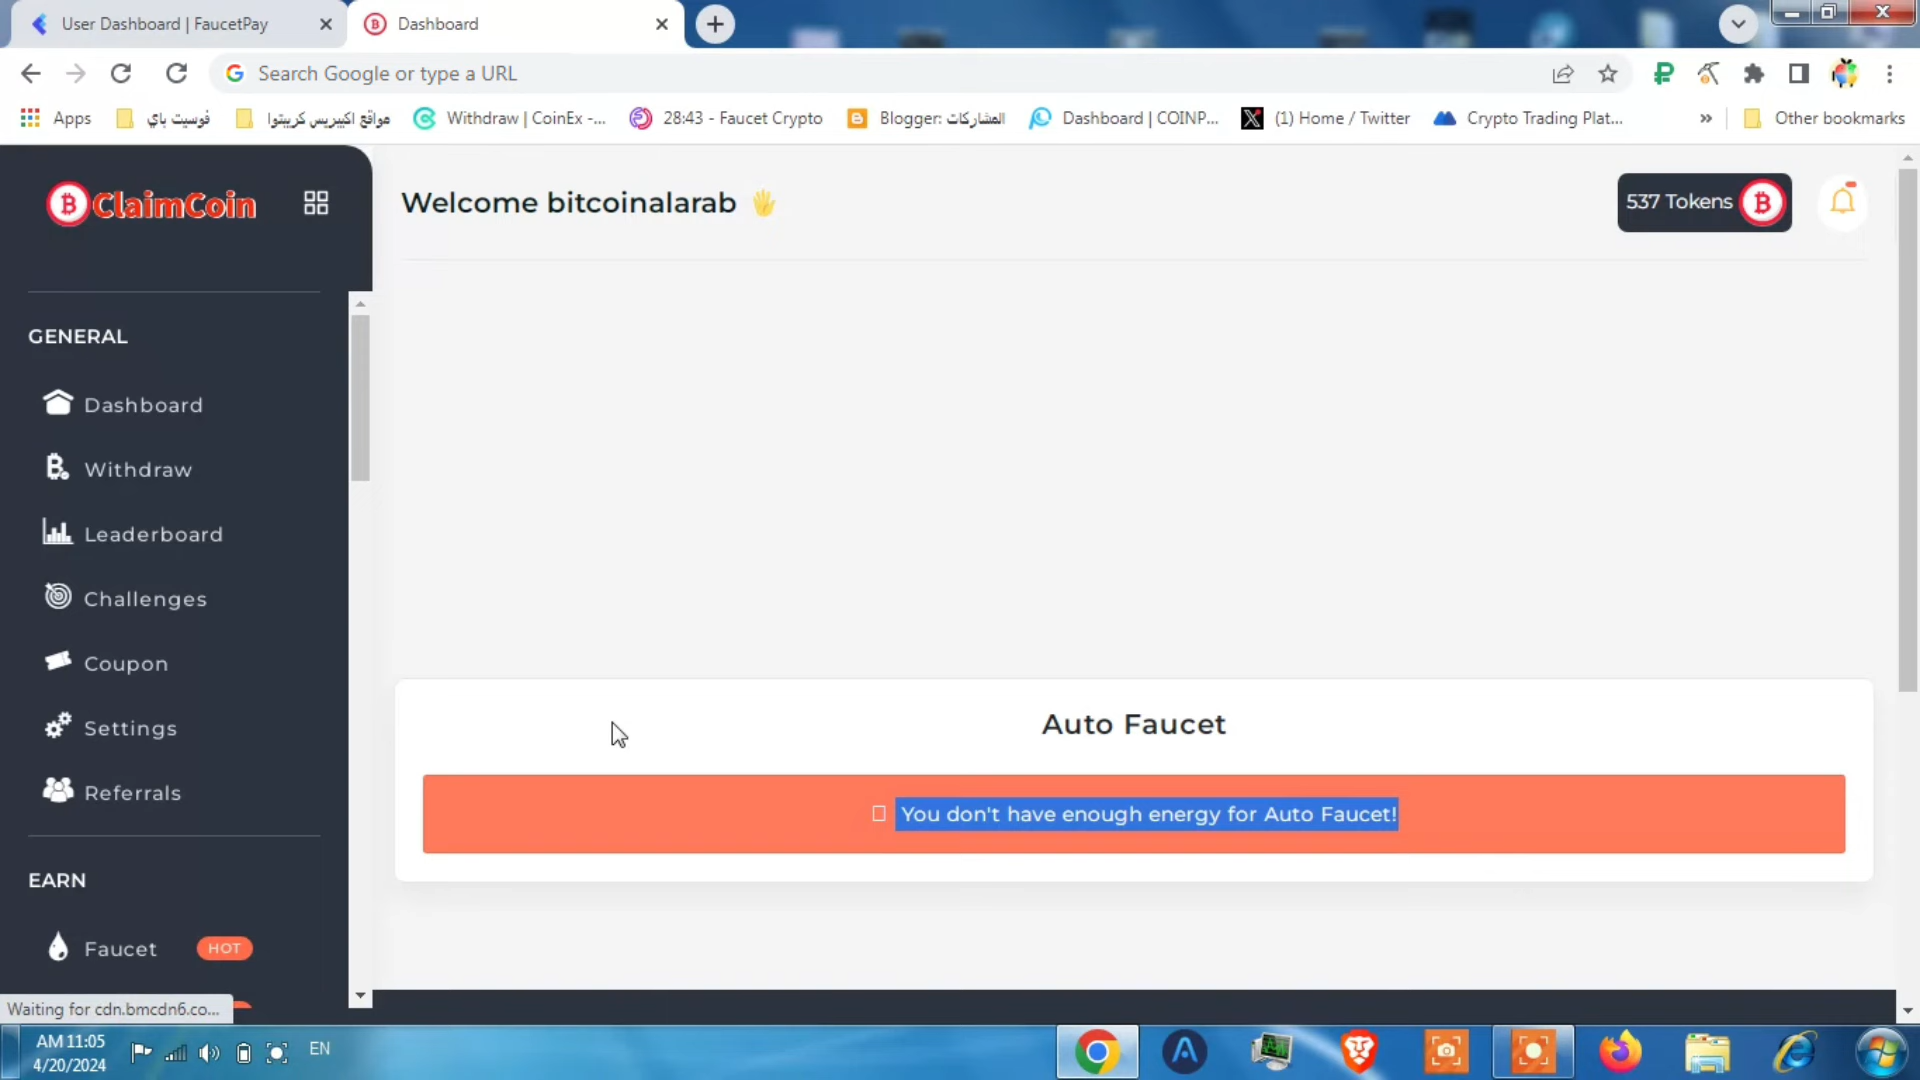 User Dashboard | FaucetPay
Dashboard
Search Google or type a URL
Apps
فوسيت باي
مواقع اكسبريس كريبتوا
Withdraw | CoinEx -...
28:43 - Faucet Crypto
Blogger: المشاركات
Dashboard | COINP...
(1) Home / Twitter
Crypto Trading Plat...
»
Other bookmarks
ClaimCoin
Welcome bitcoinalarab
537 Tokens
GENERAL
Dashboard
Withdraw
Leaderboard
Challenges
Coupon
Settings
Referrals
EARN
Faucet HOT
Auto Faucet
You don't have enough energy for Auto Faucet!
Waiting for cdn.bmcdn6.co...
AM 11:05
4/20/2024
EN